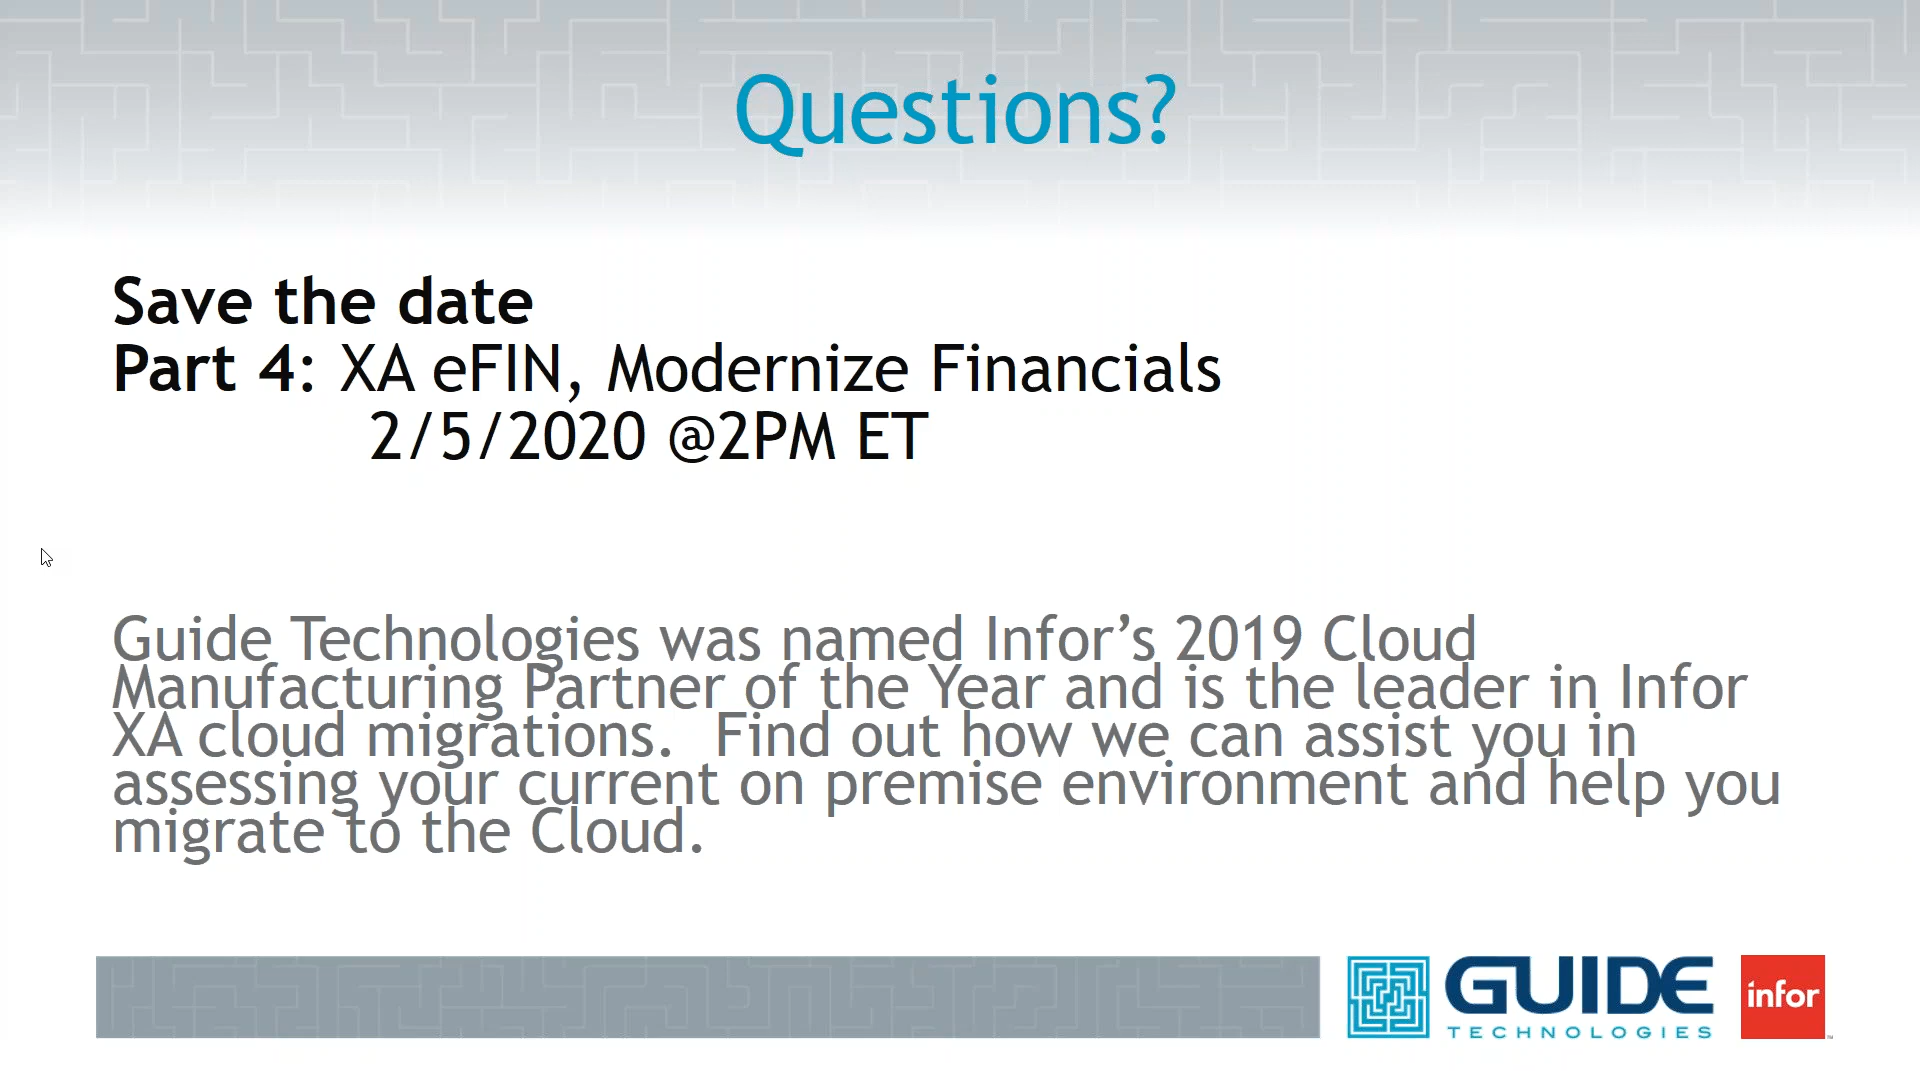 Questions?
Save the date
Part 4: XA eFIN, Modernize Financials
2/5/2020 @2PM ET
Guide Technologies was named Infor’s 2019 Cloud
Manufacturing Partner of the Year and is the leader in Infor
XA cloud migrations.  Find out how we can assist you in
assessing your current on premise environment and help you
migrate to the Cloud.
GUIDE
TECHNOLOGIES
infor